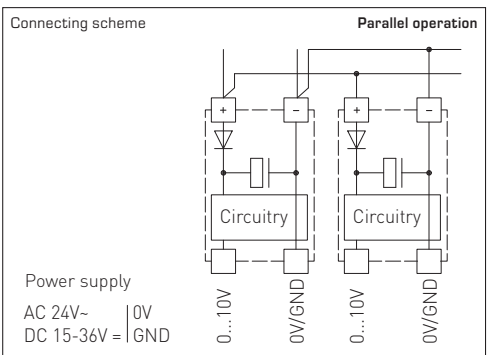 Connecting scheme
Parallel operation
+ − + −
Circuitry
Circuitry
Power supply
AC 24V~ | 0V
DC 15-36V = | GND
0...10V
0V/GND
0...10V
0V/GND